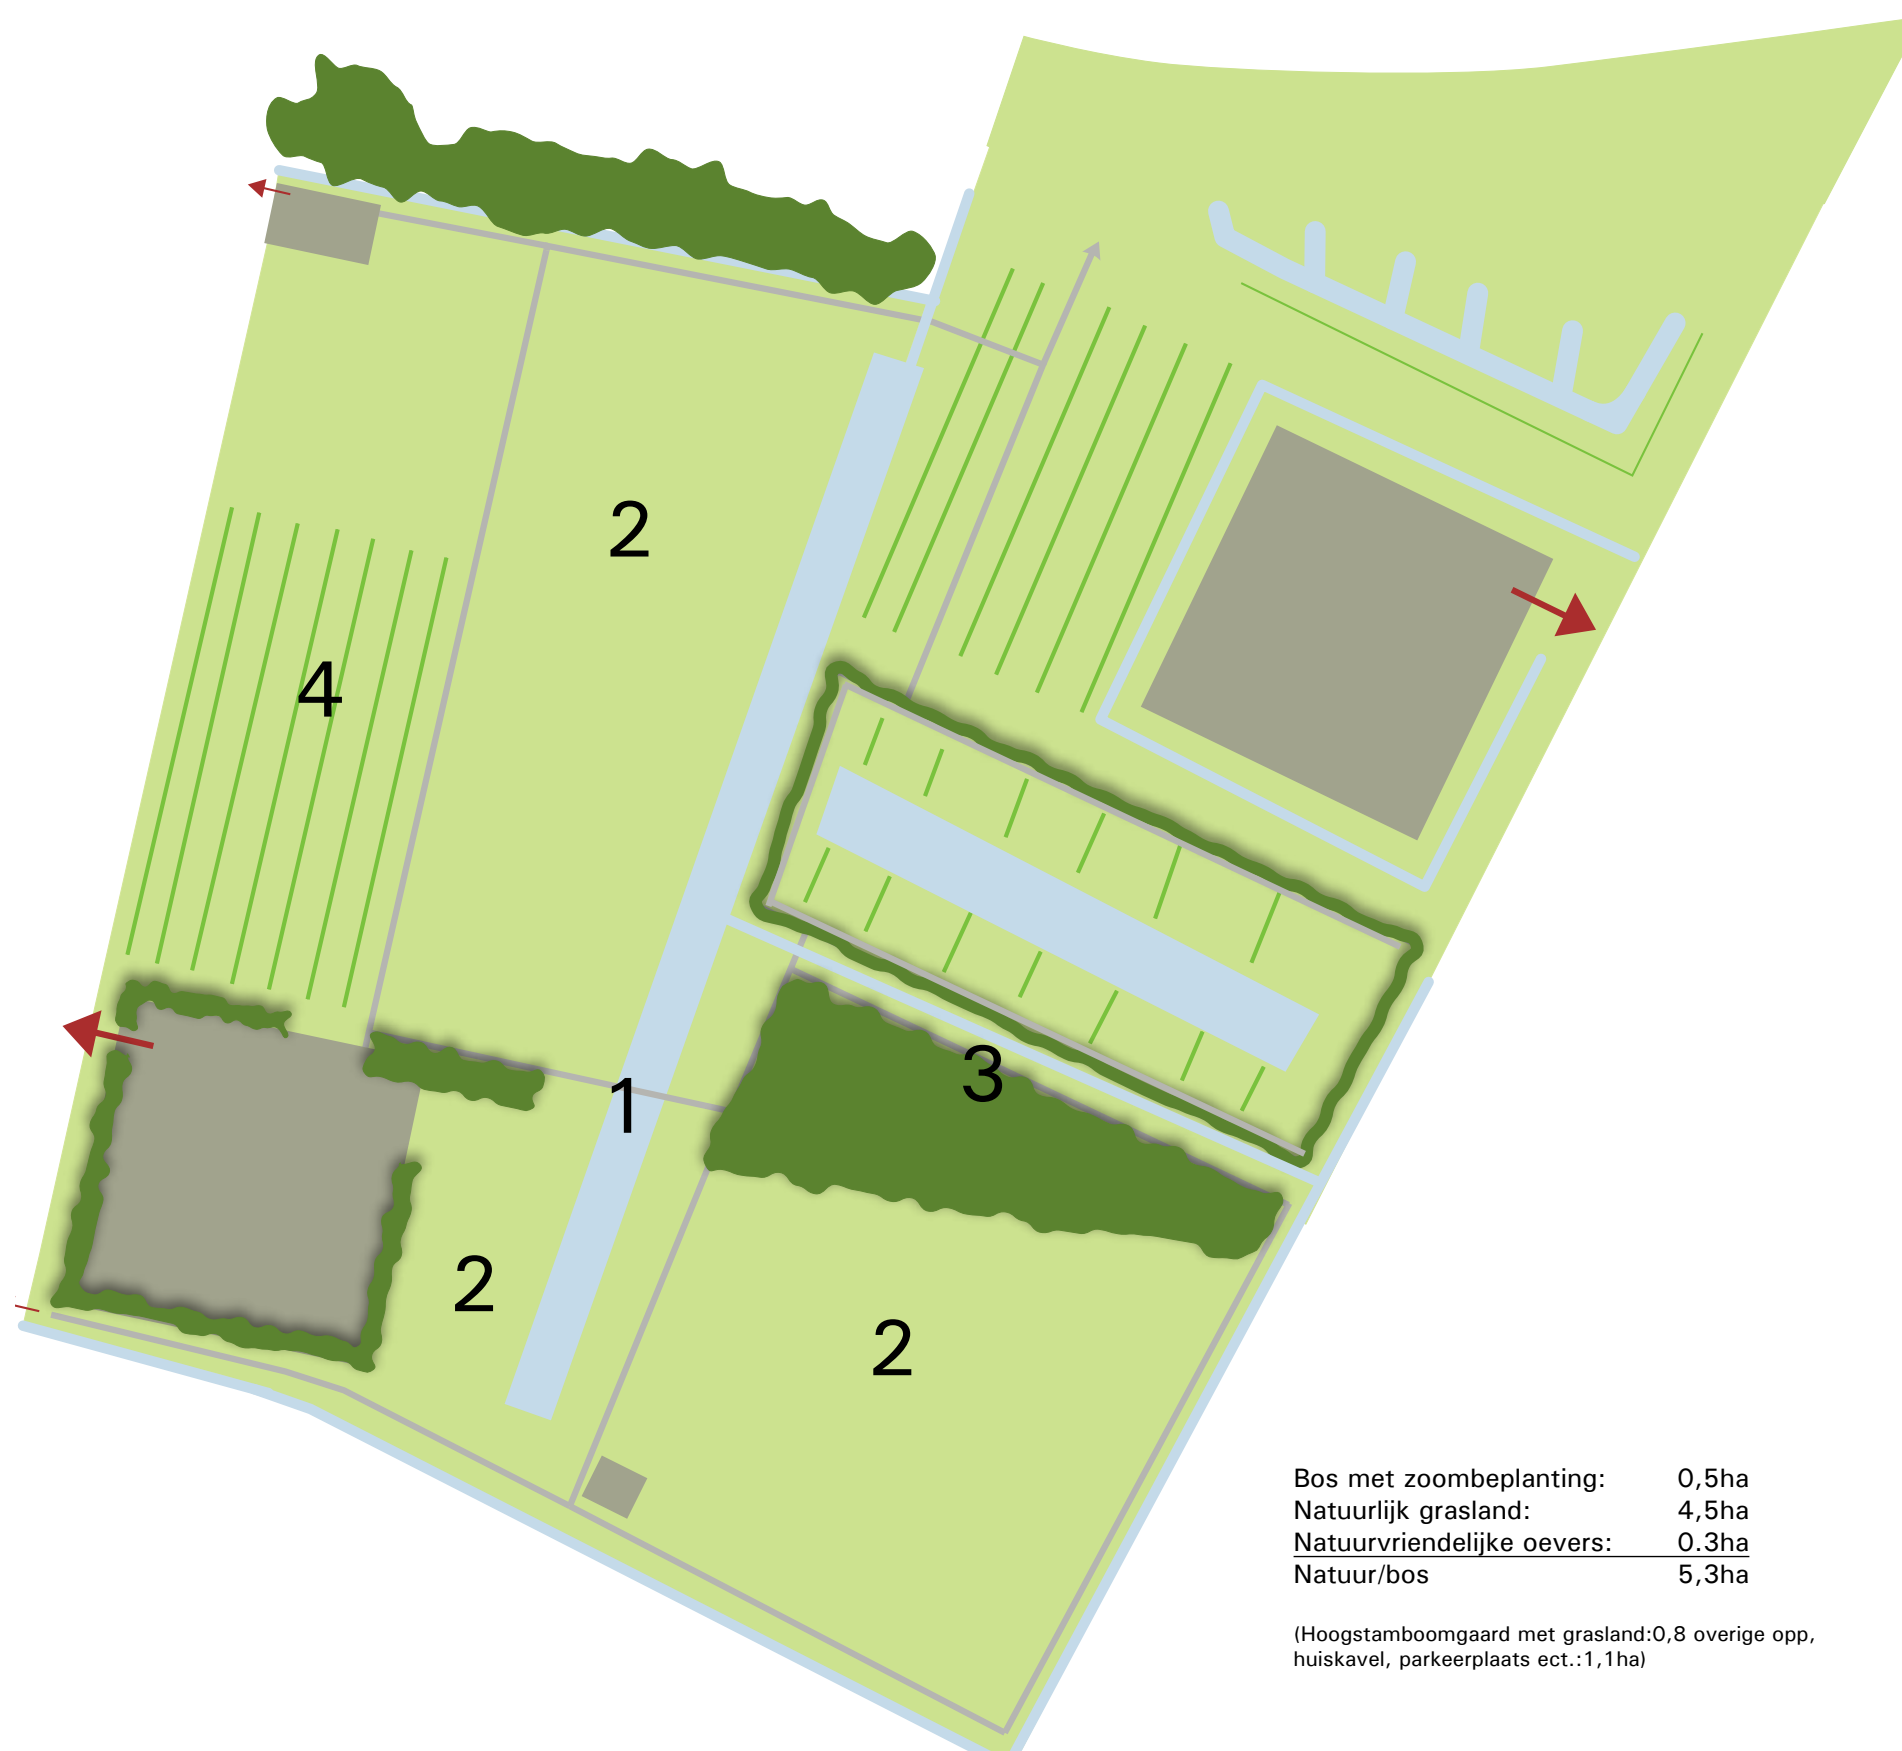 2
4
3
1
2
2
Bos met zoombeplanting: 0,5ha
Natuurlijk grasland: 4,5ha
Natuurvriendelijke oevers: 0.3ha
Natuur/bos 5,3ha
(Hoogstamboomgaard met grasland:0,8 overige opp,
huiskavel, parkeerplaats ect.:1,1ha)